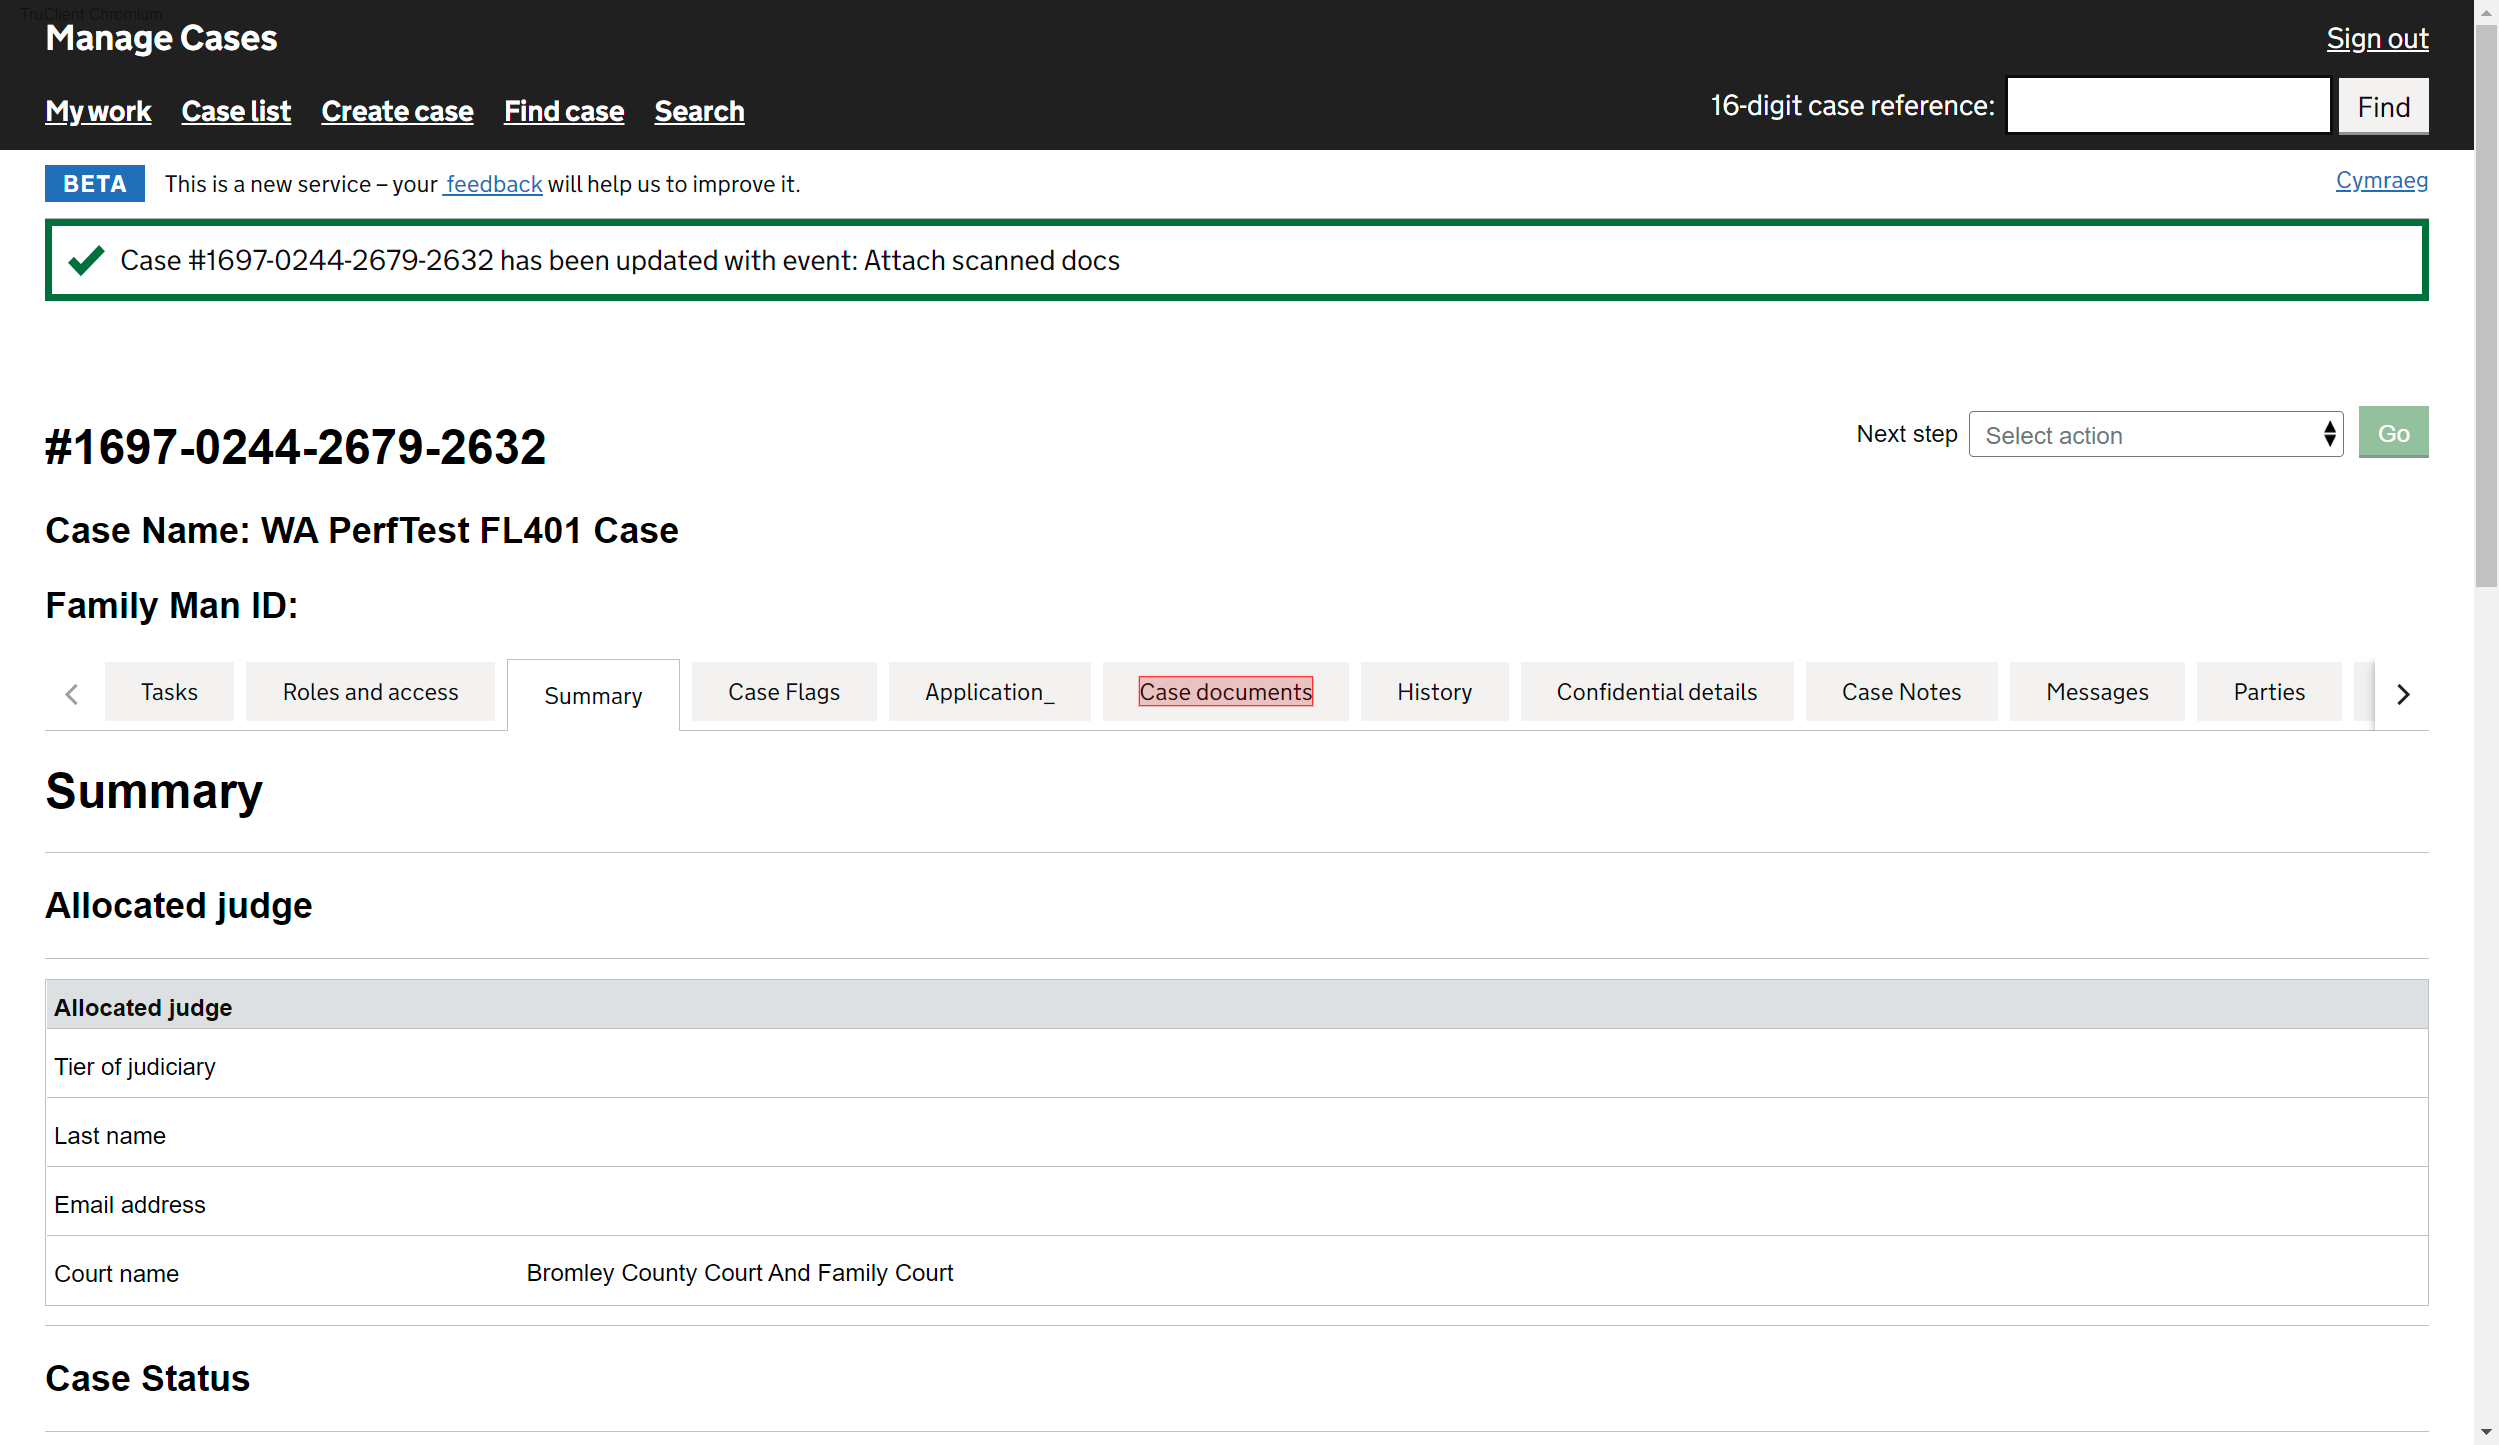 TruClient Chromium
Manage Cases
Sign out
My work Case list Create case Find case Search
16-digit case reference: Find
BETA This is a new service – your feedback will help us to improve it.
Cymraeg
Case #1697-0244-2679-2632 has been updated with event: Attach scanned docs
#1697-0244-2679-2632
Next step Select action Go
Case Name: WA PerfTest FL401 Case
Family Man ID:
Tasks Roles and access Summary Case Flags Application_ Case documents History Confidential details Case Notes Messages Parties
Summary
Allocated judge
Allocated judge
Tier of judiciary
Last name
Email address
Court name Bromley County Court And Family Court
Case Status